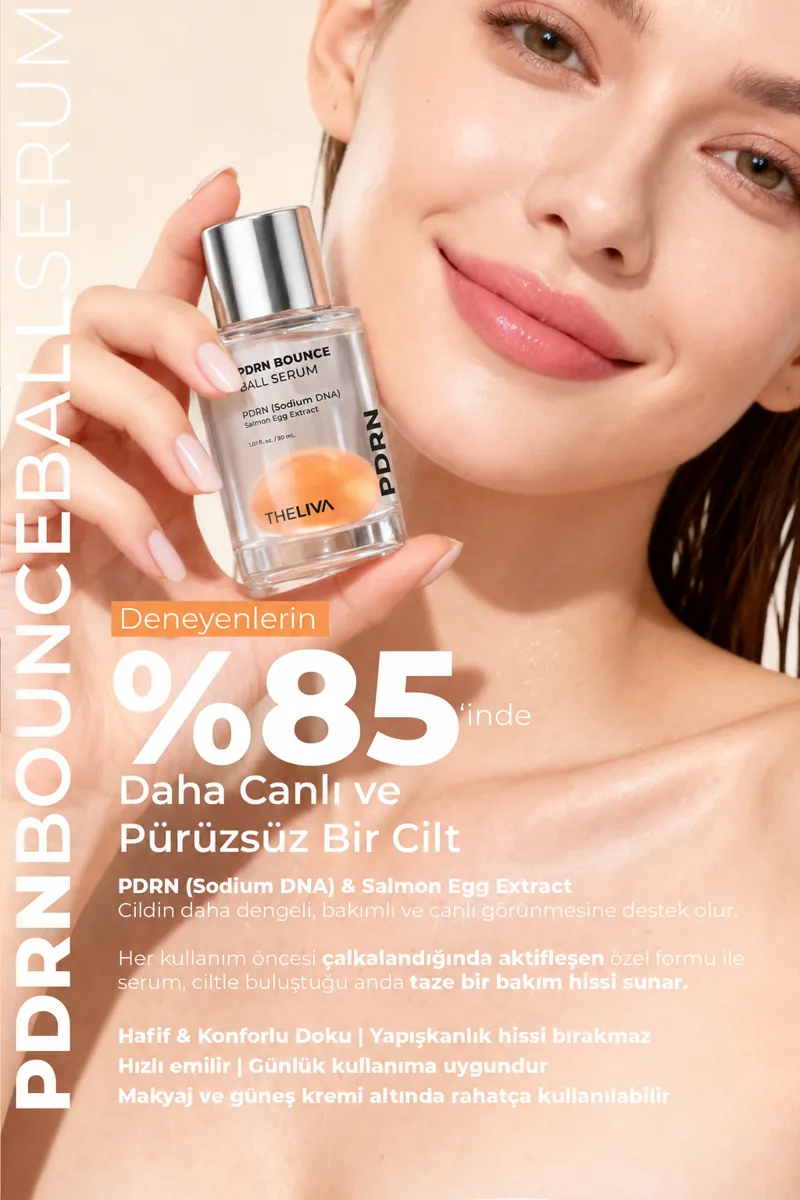 PDRNBOUNCEBALLSERUM
PDRN BOUNCE
BALL SERUM
PDRN (Sodium DNA)
Salmon Egg Extract
1.01 fl. oz. / 30 mL
PDRN
THELIVA
Deneyenlerin
%85'inde
Daha Canlı ve
Pürüzsüz Bir Cilt
PDRN (Sodium DNA) & Salmon Egg Extract
Cildin daha dengeli, bakımlı ve canlı görünmesine destek olur.
Her kullanım öncesi çalkalandığında aktifleşen özel formu ile
serum, ciltle buluştuğu anda taze bir bakım hissi sunar.
Hafif & Konforlu Doku | Yapışkanlık hissi bırakmaz
Hızlı emilir | Günlük kullanıma uygundur
Makyaj ve güneş kremi altında rahatça kullanılabilir